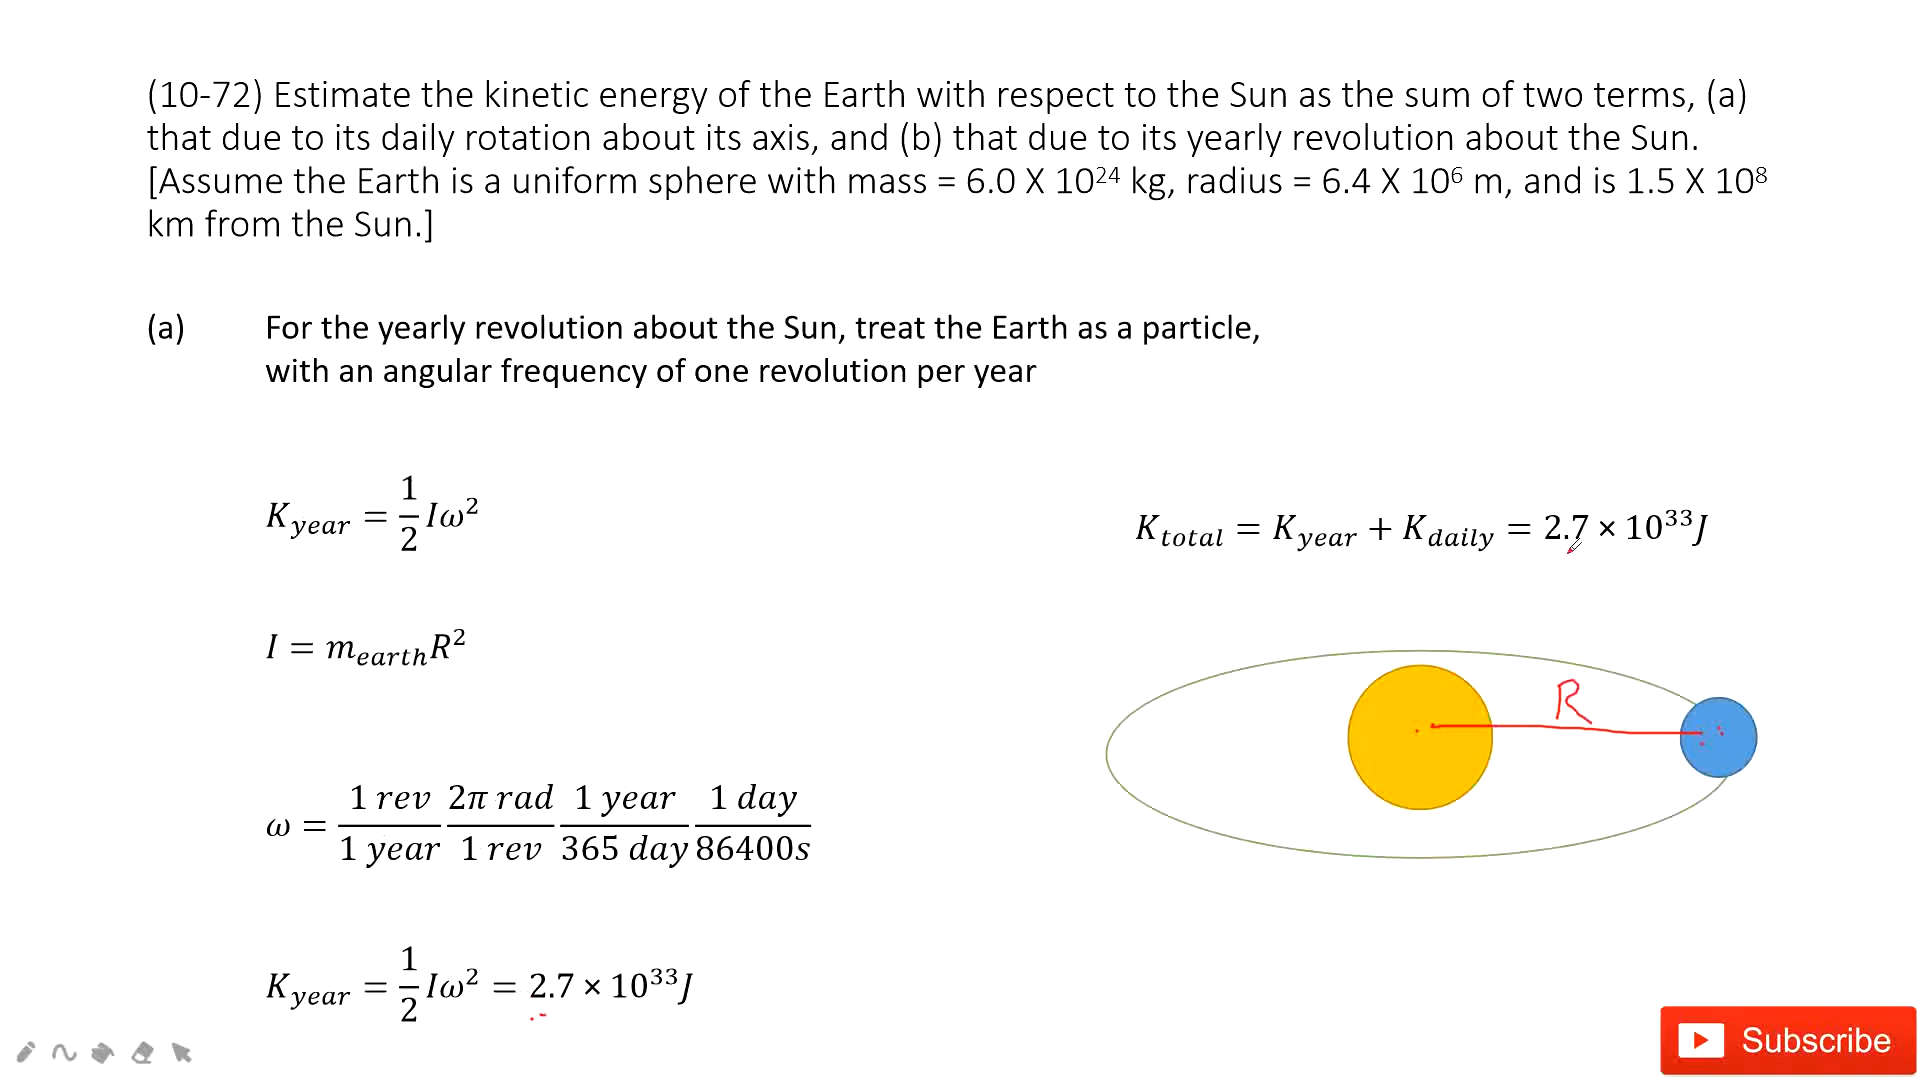 (10-72) Estimate the kinetic energy of the Earth with respect to the Sun as the sum of two terms, (a)
that due to its daily rotation about its axis, and (b) that due to its yearly revolution about the Sun.
[Assume the Earth is a uniform sphere with mass = 6.0 X 10²⁴ kg, radius = 6.4 X 10⁶ m, and is 1.5 X 10⁸
km from the Sun.]
(a) For the yearly revolution about the Sun, treat the Earth as a particle,
with an angular frequency of one revolution per year
K_year = 1/2 Iω²
K_total = K_year + K_daily = 2.7 × 10³³J
I = m_earth R²
R
ω = 1 rev/1 year 2π rad/1 rev 1 year/365 day 1 day/86400s
K_year = 1/2 Iω² = 2.7 × 10³³J
Subscribe